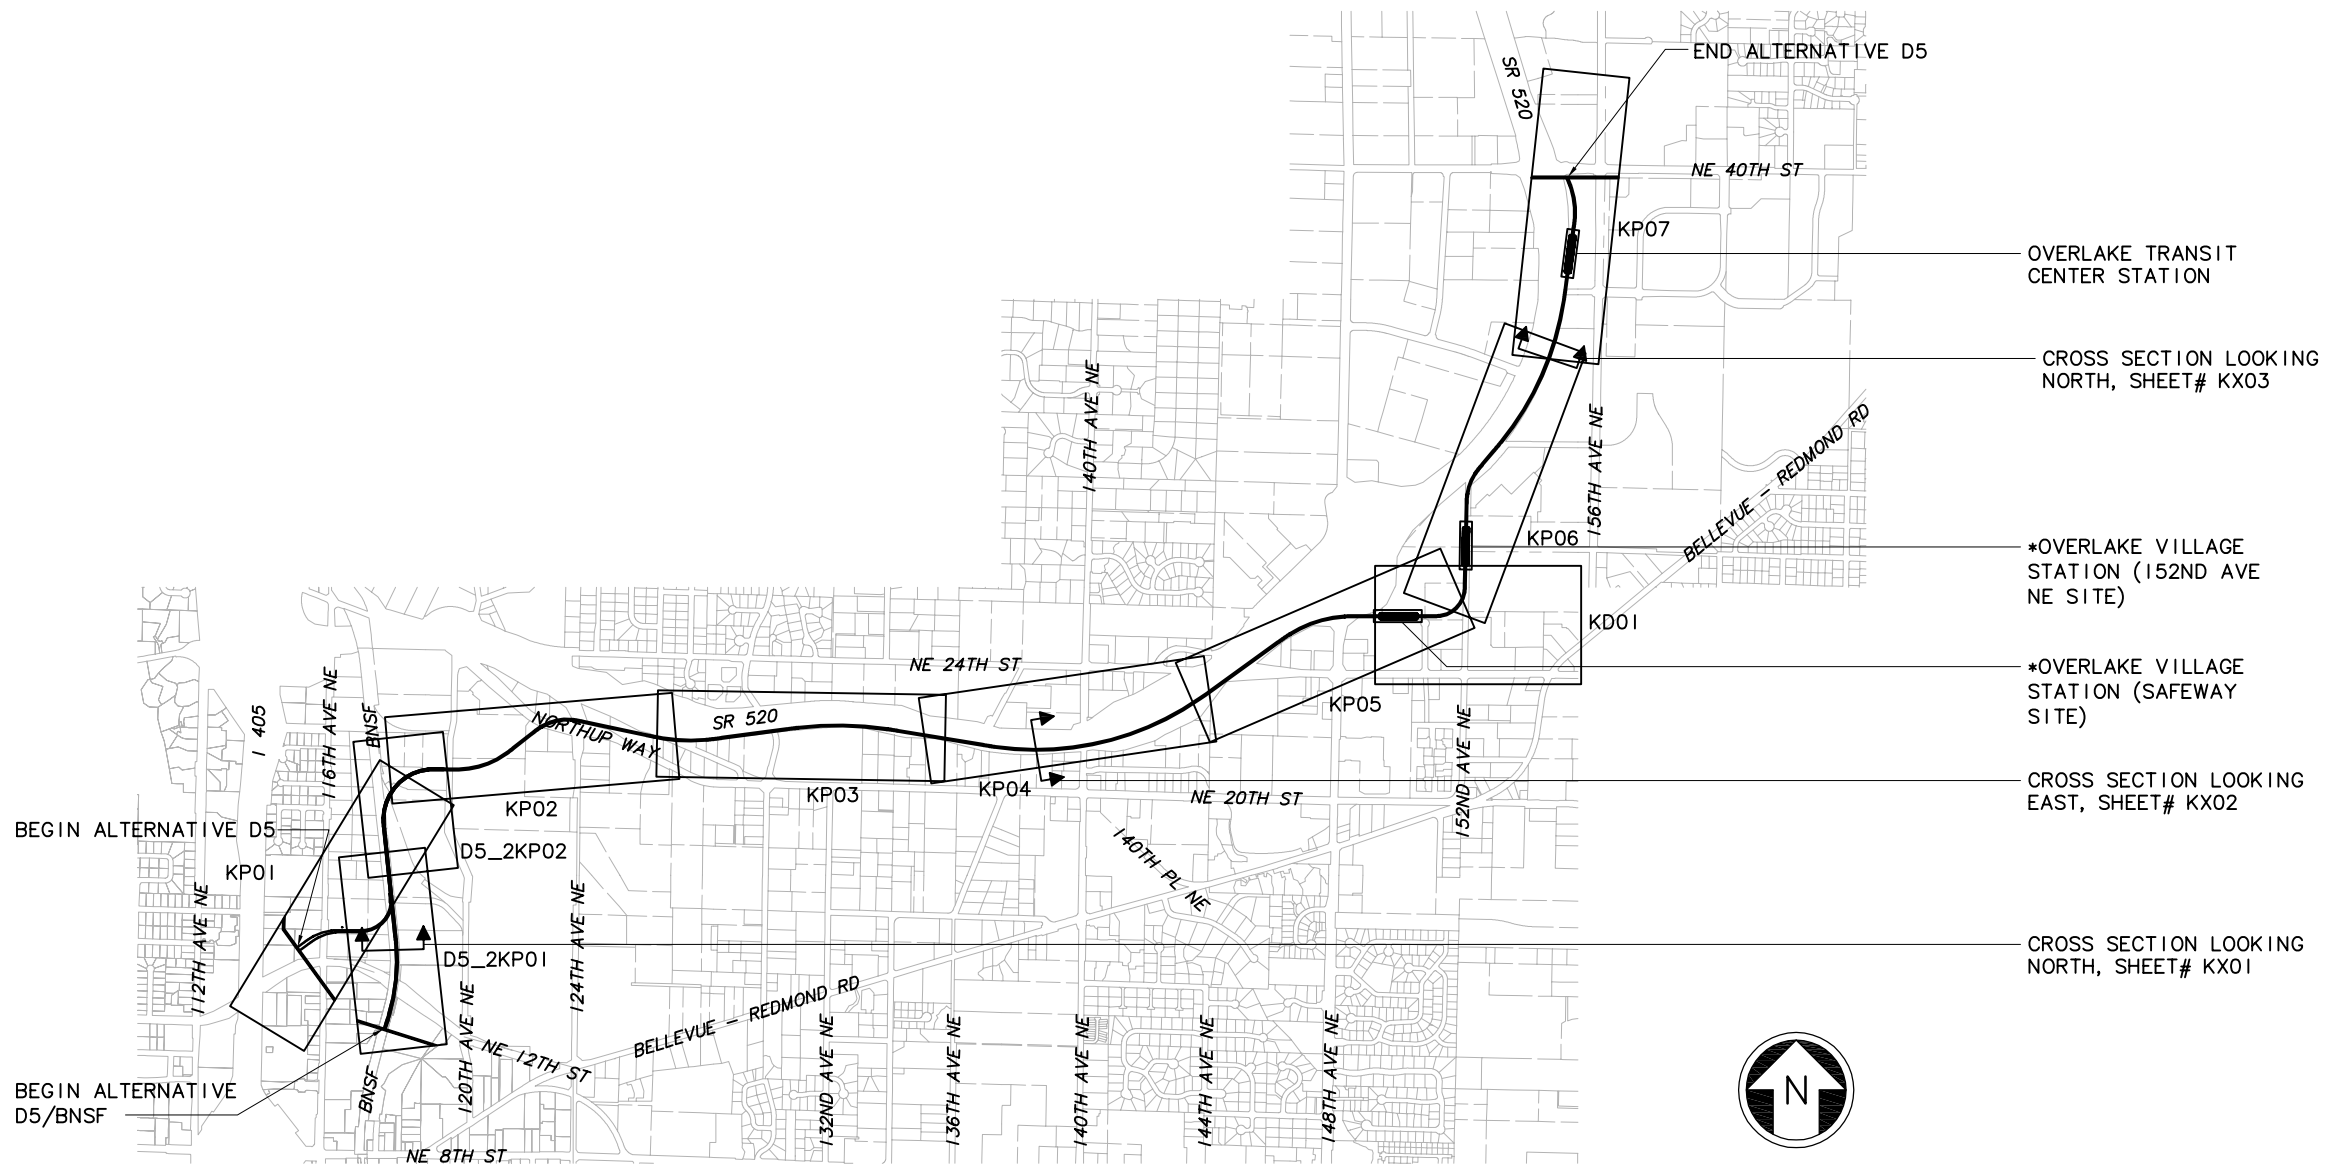 END ALTERNATIVE D5
SR 520
NE 40TH ST
KP07
OVERLAKE TRANSIT
CENTER STATION
CROSS SECTION LOOKING
NORTH, SHEET# KX03
140TH AVE NE
156TH AVE NE
BELLEVUE - REDMOND RD
KP06
*OVERLAKE VILLAGE
STATION (152ND AVE
NE SITE)
KD01
*OVERLAKE VILLAGE
STATION (SAFEWAY
SITE)
NE 24TH ST
KP05
152ND AVE NE
I 405
116TH AVE NE
BNSF
NORTHUP WAY
SR 520
KP02
KP03
KP04
NE 20TH ST
CROSS SECTION LOOKING
EAST, SHEET# KX02
BEGIN ALTERNATIVE D5
KP01
D5_2KP02
140TH PL NE
112TH AVE NE
124TH AVE NE
D5_2KP01
CROSS SECTION LOOKING
NORTH, SHEET# KX01
BELLEVUE - REDMOND RD
120TH AVE NE
NE 12TH ST
132ND AVE NE
136TH AVE NE
140TH AVE NE
144TH AVE NE
148TH AVE NE
BEGIN ALTERNATIVE
D5/BNSF
BNSF
NE 8TH ST
N